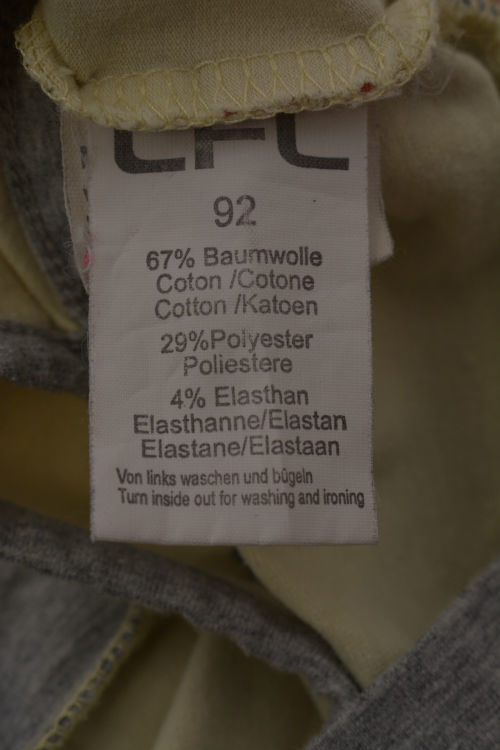 CFL
92
67% Baumwolle
Coton /Cotone
Cotton /Katoen
29%Polyester
Poliestere
4% Elasthan
Elasthanne/Elastan
Elastane/Elastaan
Von links waschen und bügeln
Turn inside out for washing and ironing